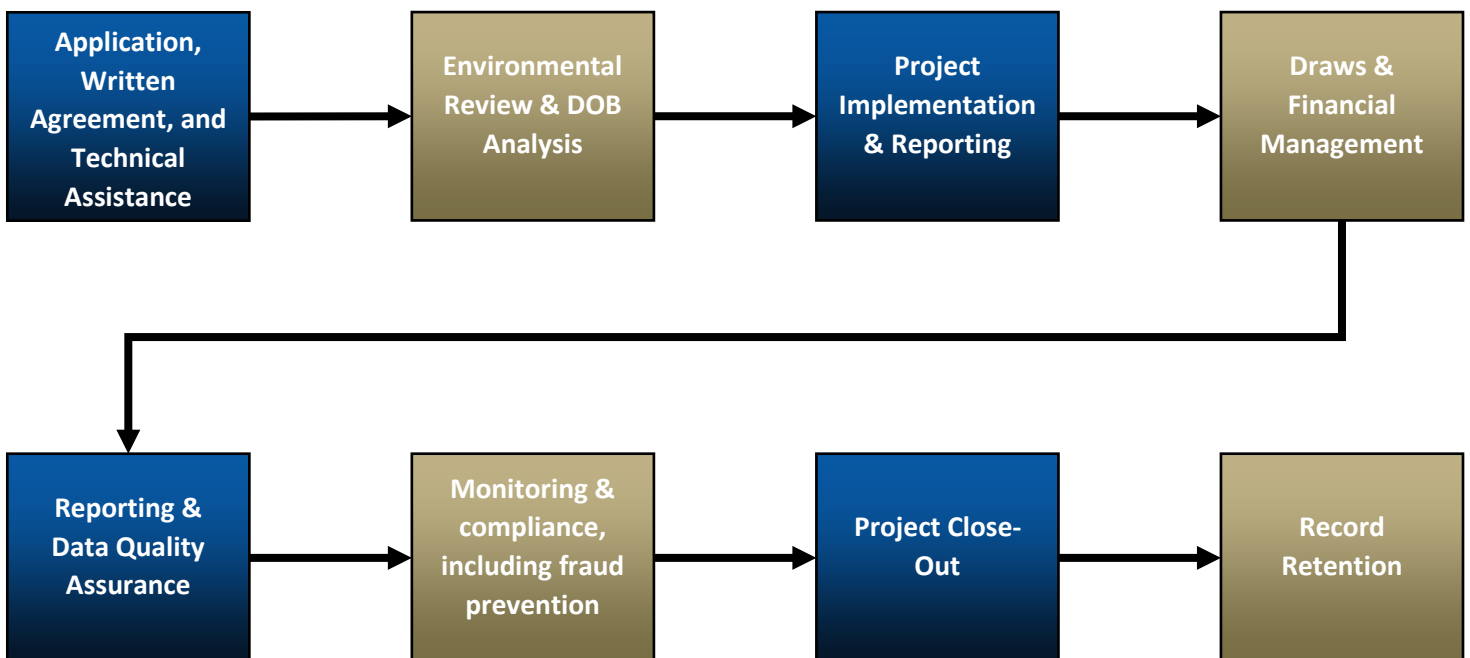 Application,
Written
Agreement, and
Technical
Assistance
Environmental
Review & DOB
Analysis
Project
Implementation
& Reporting
Draws &
Financial
Management
Reporting &
Data Quality
Assurance
Monitoring &
compliance,
including fraud
prevention
Project Close-
Out
Record
Retention